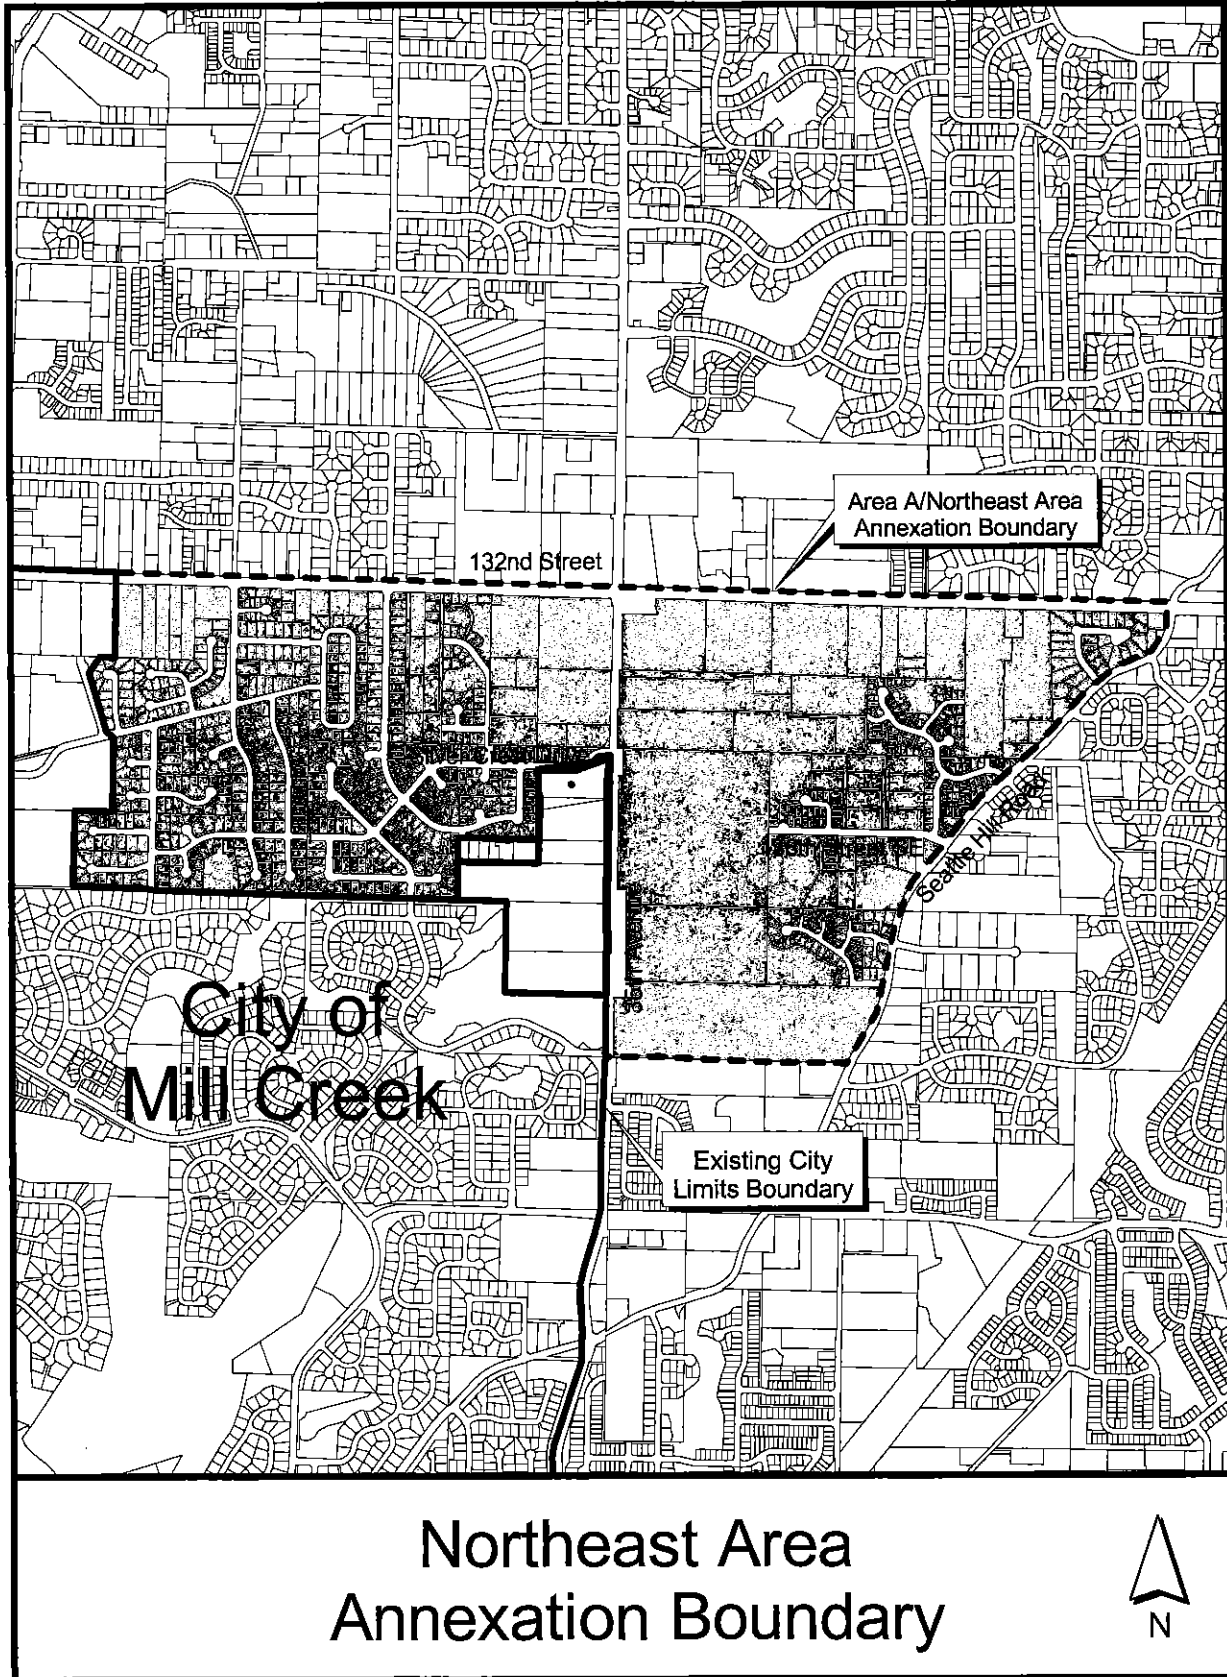 Area A/Northeast Area
Annexation Boundary
132nd Street
Seattle Hill Road
City of
Mill Creek
Existing City
Limits Boundary
Northeast Area
Annexation Boundary
N